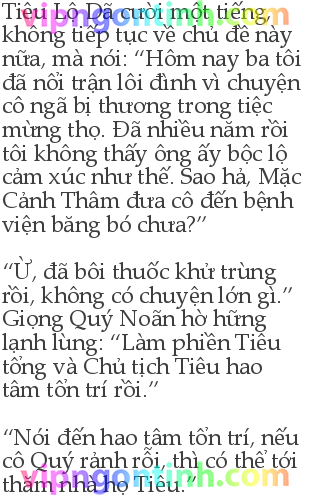 Tiêu Tô Dã cười một tiếng,
không tiếp tục về chủ đề này
nữa, mà nói: “Hôm nay ba tôi
đã nổi trận lôi đình vì chuyện
cô ngã bị thương trong tiệc
mừng thọ. Đã nhiều năm rồi
tôi không thấy ông ấy bộc lộ
cảm xúc như thế. Sao hả, Mặc
Cảnh Thâm đưa cô đến bệnh
viện băng bó chưa?”
“Ừ, đã bôi thuốc khử trùng
rồi, không có chuyện lớn gì.”
Giọng Quý Noãn hờ hững
lạnh lùng: “Làm phiền Tiêu
tổng và Chủ tịch Tiêu hao
tâm tổn trí rồi.”
“Nói đến hao tâm tổn trí, nếu
cô Quý rảnh rỗi, thì có thể tới
thăm nhà họ Tiêu.”
vipngontinh.com
vipngontinh.com